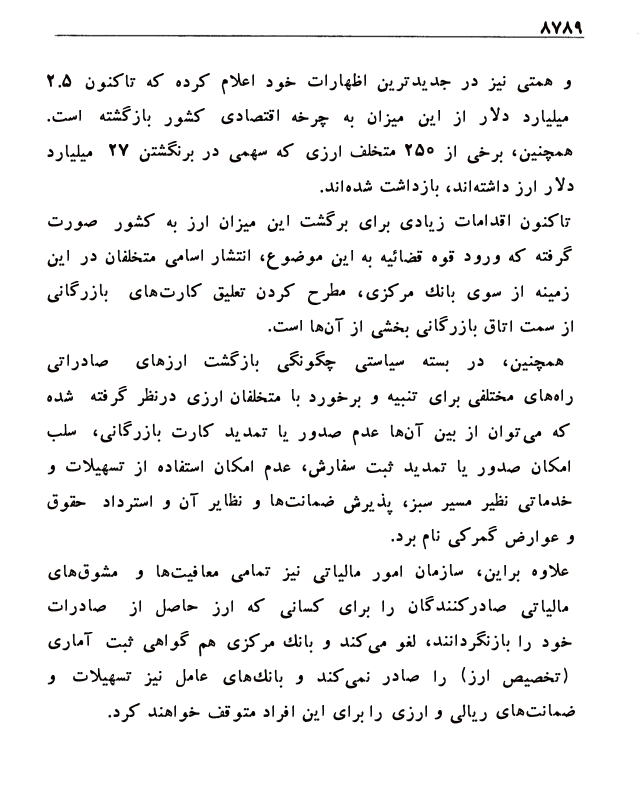 ۸۷۸۹
و همتی نیز در جدیدترین اظهارات خود اعلام کرده که تاکنون ۲.۵
میلیارد دلار از این میزان به چرخه اقتصادی کشور بازگشته است.
همچنین، برخی از ۲۵۰ متخلف ارزی که سهمی در برنگشتن ۲۷ میلیارد
دلار ارز داشته‌اند، بازداشت شده‌اند.
تاکنون اقدامات زیادی برای برگشت این میزان ارز به کشور صورت
گرفته که ورود قوه قضائیه به این موضوع، انتشار اسامی متخلفان در این
زمینه از سوی بانك مرکزی، مطرح کردن تعلیق کارت‌های بازرگانی
از سمت اتاق بازرگانی بخشی از آن‌ها است.
همچنین، در بسته سیاستی چگونگی بازگشت ارزهای صادراتی
راه‌های مختلفی برای تنبیه و برخورد با متخلفان ارزی درنظر گرفته شده
که می‌توان از بین آن‌ها عدم صدور یا تمدید کارت بازرگانی، سلب
امکان صدور یا تمدید ثبت سفارش، عدم امکان استفاده از تسهیلات و
خدماتی نظیر مسیر سبز، پذیرش ضمانت‌ها و نظایر آن و استرداد حقوق
و عوارض گمرکی نام برد.
علاوه براین، سازمان امور مالیاتی نیز تمامی معافیت‌ها و مشوق‌های
مالیاتی صادرکنندگان را برای کسانی که ارز حاصل از صادرات
خود را بازنگردانند، لغو می‌کند و بانك مرکزی هم گواهی ثبت آماری
(تخصیص ارز) را صادر نمی‌کند و بانك‌های عامل نیز تسهیلات و
ضمانت‌های ریالی و ارزی را برای این افراد متوقف خواهند کرد.